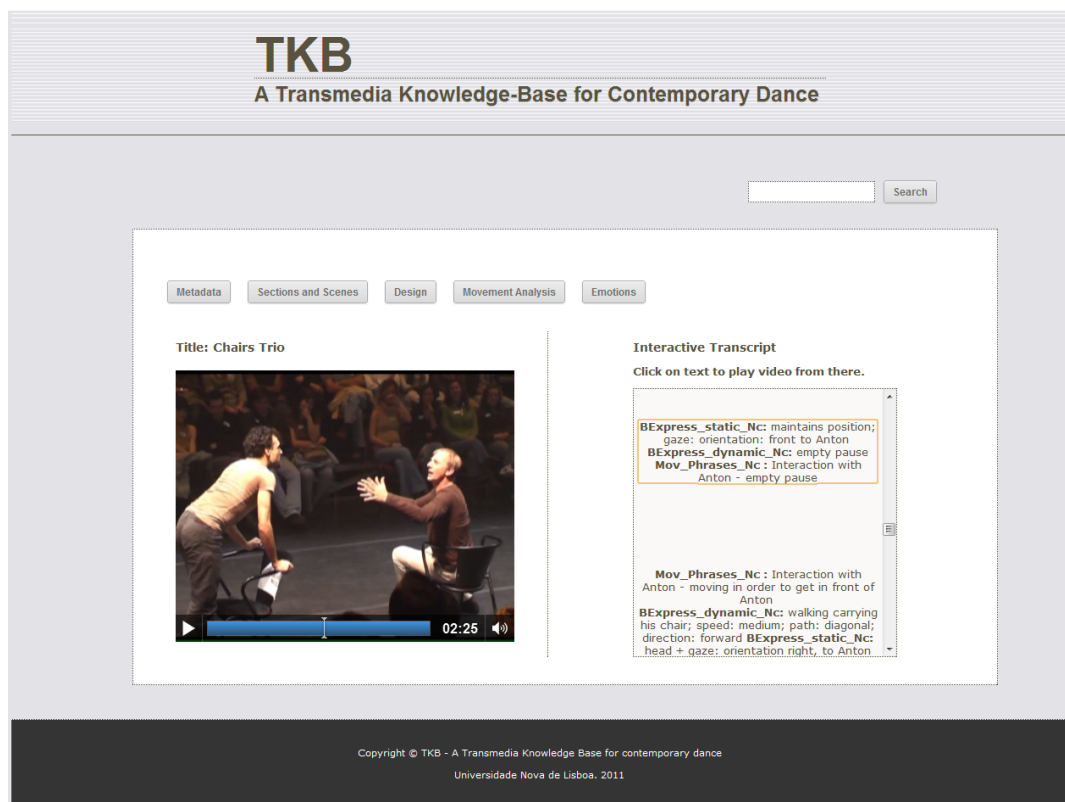 TKB
A Transmedia Knowledge-Base for Contemporary Dance
Search
Metadata
Sections and Scenes
Design
Movement Analysis
Emotions
Title: Chairs Trio
02:25
Interactive Transcript
Click on text to play video from there.
BExpress_static_Nc: maintains position;
gaze: orientation: front to Anton
BExpress_dynamic_Nc: empty pause
Mov_Phrases_Nc : Interaction with
Anton - empty pause
Mov_Phrases_Nc : Interaction with
Anton - moving in order to get in front of
Anton
BExpress_dynamic_Nc: walking carrying
his chair; speed: medium; path: diagonal;
direction: forward BExpress_static_Nc:
head + gaze: orientation right, to Anton
Copyright © TKB - A Transmedia Knowledge Base for contemporary dance
Universidade Nova de Lisboa. 2011